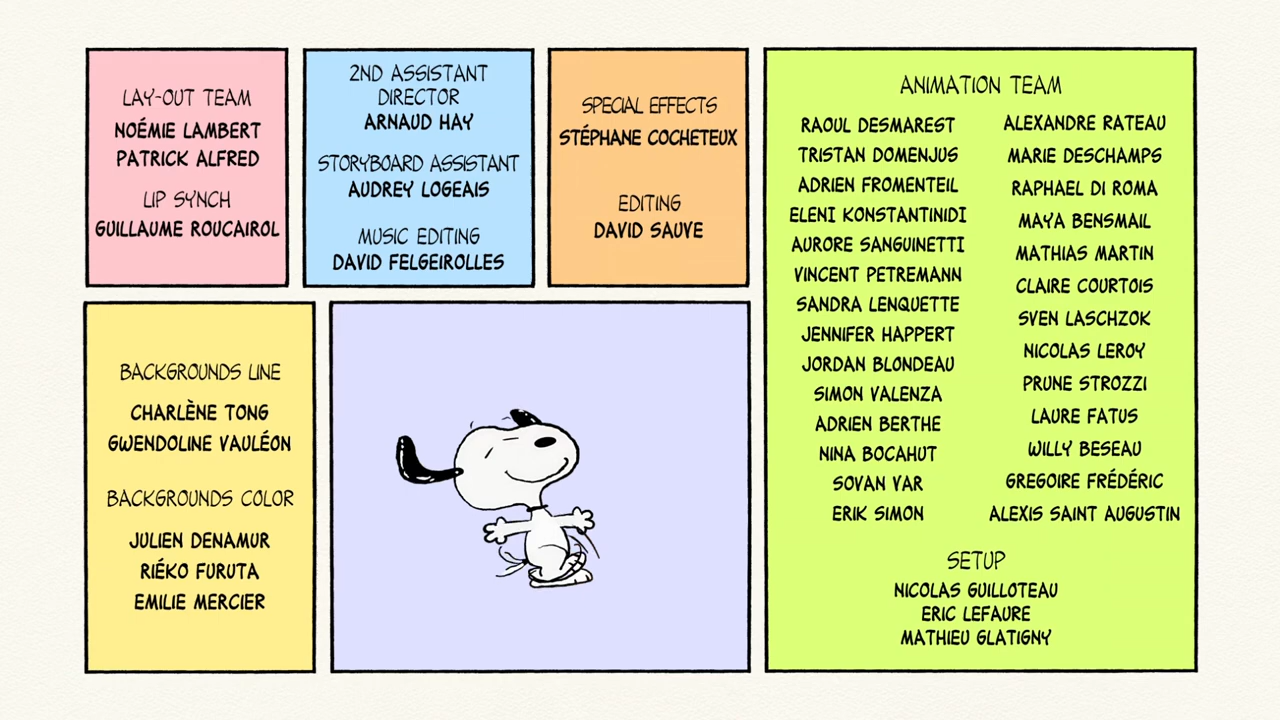 LAY-OUT TEAM
NOÉMIE LAMBERT
PATRICK ALFRED
LIP SYNCH
GUILLAUME ROUCAIROL
2ND ASSISTANT
DIRECTOR
ARNAUD HAY
STORYBOARD ASSISTANT
AUDREY LOGEAIS
MUSIC EDITING
DAVID FELGEIROLLES
SPECIAL EFFECTS
STÉPHANE COCHETEUX
EDITING
DAVID SAUVE
ANIMATION TEAM
RAOUL DESMAREST
TRISTAN DOMENJUS
ADRIEN FROMENTEIL
ELENI KONSTANTINIDI
AURORE SANGUINETTI
VINCENT PETREMANN
SANDRA LENQUETTE
JENNIFER HAPPERT
JORDAN BLONDEAU
SIMON VALENZA
ADRIEN BERTHE
NINA BOCAHUT
SOVAN VAR
ERIK SIMON
ALEXANDRE RATEAU
MARIE DESCHAMPS
RAPHAEL DI ROMA
MAYA BENSMAIL
MATHIAS MARTIN
CLAIRE COURTOIS
SVEN LASCHZOK
NICOLAS LEROY
PRUNE STROZZI
LAURE FATUS
WILLY BESEAU
GREGOIRE FRÉDÉRIC
ALEXIS SAINT AUGUSTIN
SETUP
NICOLAS GUILLOTEAU
ERIC LEFAURE
MATHIEU GLATIGNY
BACKGROUNDS LINE
CHARLÈNE TONG
GWENDOLINE VAULÉON
BACKGROUNDS COLOR
JULIEN DENAMUR
RIÉKO FURUTA
EMILIE MERCIER